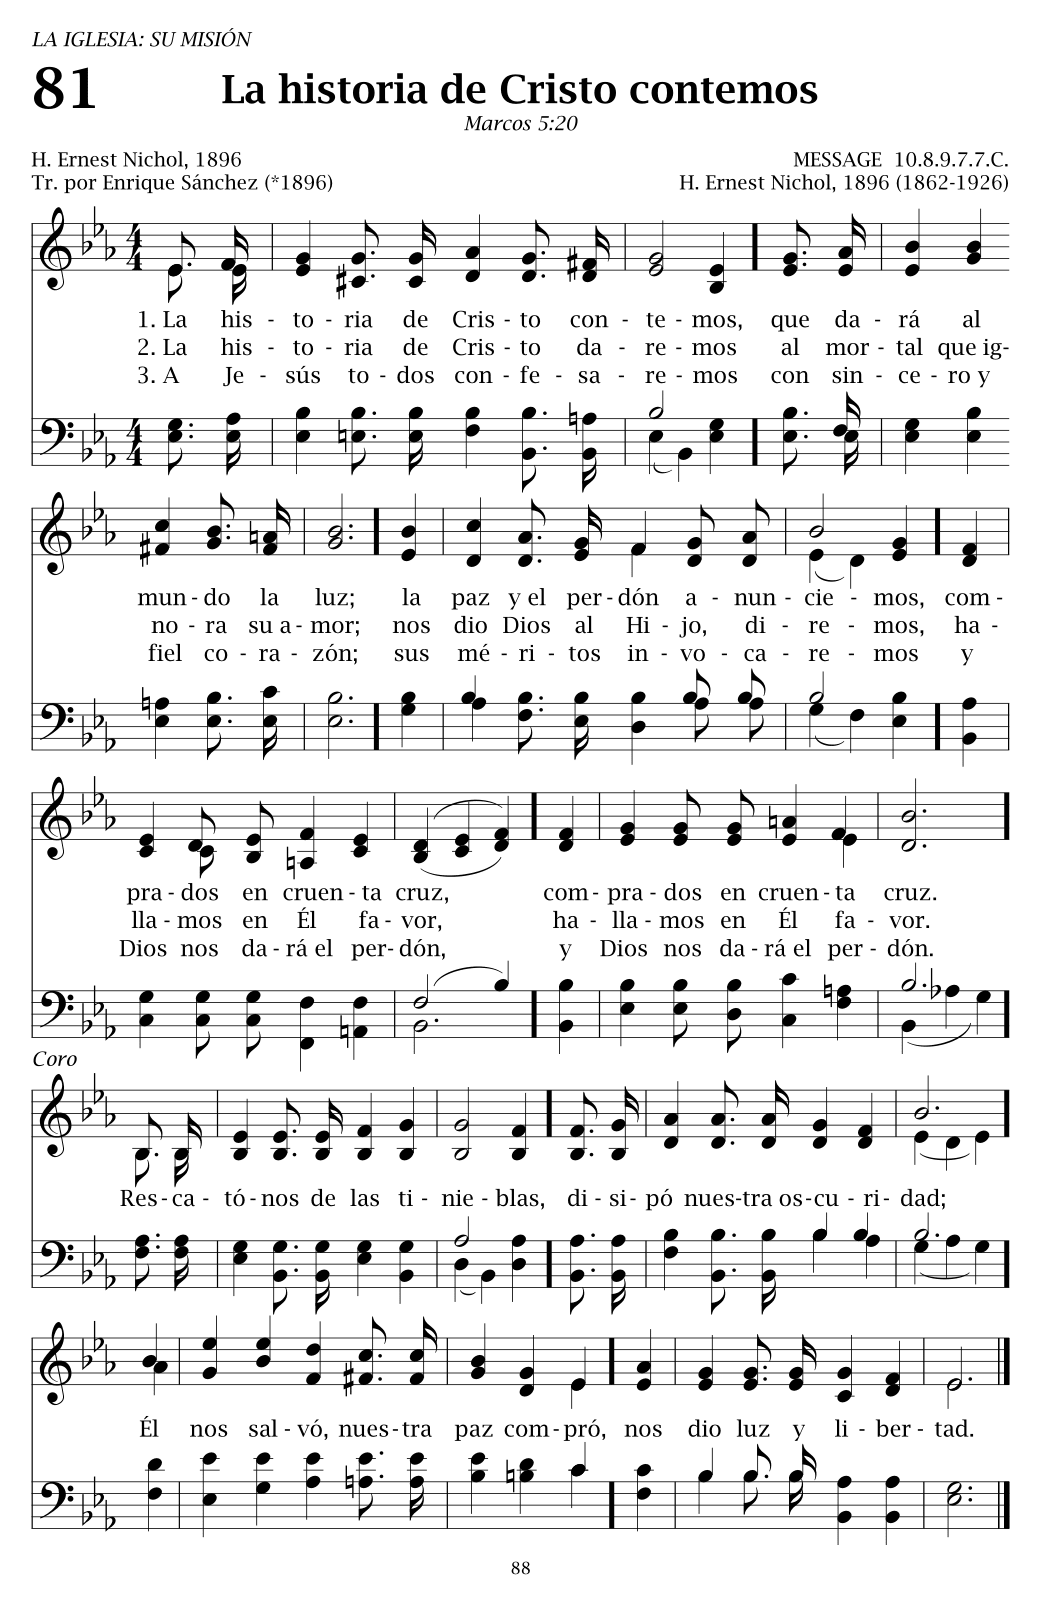 LA IGLESIA: SU MISIÓN
81 La historia de Cristo contemos
Marcos 5:20
H. Ernest Nichol, 1896 MESSAGE 10.8.9.7.7.C.
Tr. por Enrique Sánchez (*1896) H. Ernest Nichol, 1896 (1862-1926)
1. La his - to - ria de Cris - to con - te - mos, que da - rá al
2. La his - to - ria de Cris - to da - re - mos al mor - tal que ig-
3. A Je - sús to - dos con - fe - sa - re - mos con sin - ce - ro y
mun - do la luz; la paz y el per - dón a - nun - cie - mos, com -
no - ra su a - mor; nos dio Dios al Hi - jo, di - re - mos, ha -
fiel co - ra - zón; sus mé - ri - tos in - vo - ca - re - mos y
pra - dos en cruen - ta cruz, com - pra - dos en cruen - ta cruz.
lla - mos en Él fa - vor, ha - lla - mos en Él fa - vor.
Dios nos da - rá el per - dón, y Dios nos da - rá el per - dón.
Coro
Res - ca - tó - nos de las ti - nie - blas, di - si - pó nues - tra os - cu - ri - dad;
Él nos sal - vó, nues - tra paz com - pró, nos dio luz y li - ber - tad.
88